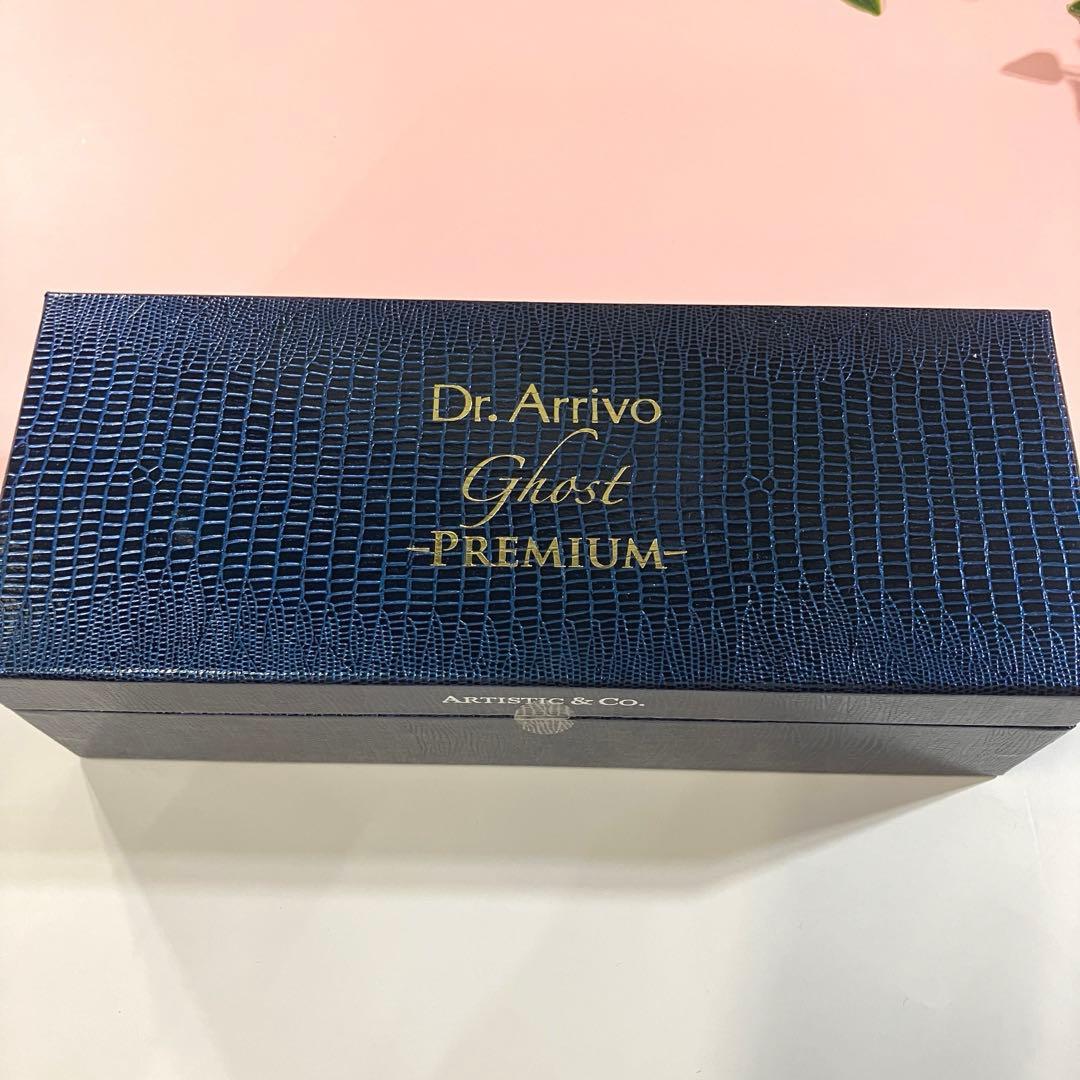 Dr. Arrivo
Ghost
-PREMIUM-
ARTISTIC & CO.